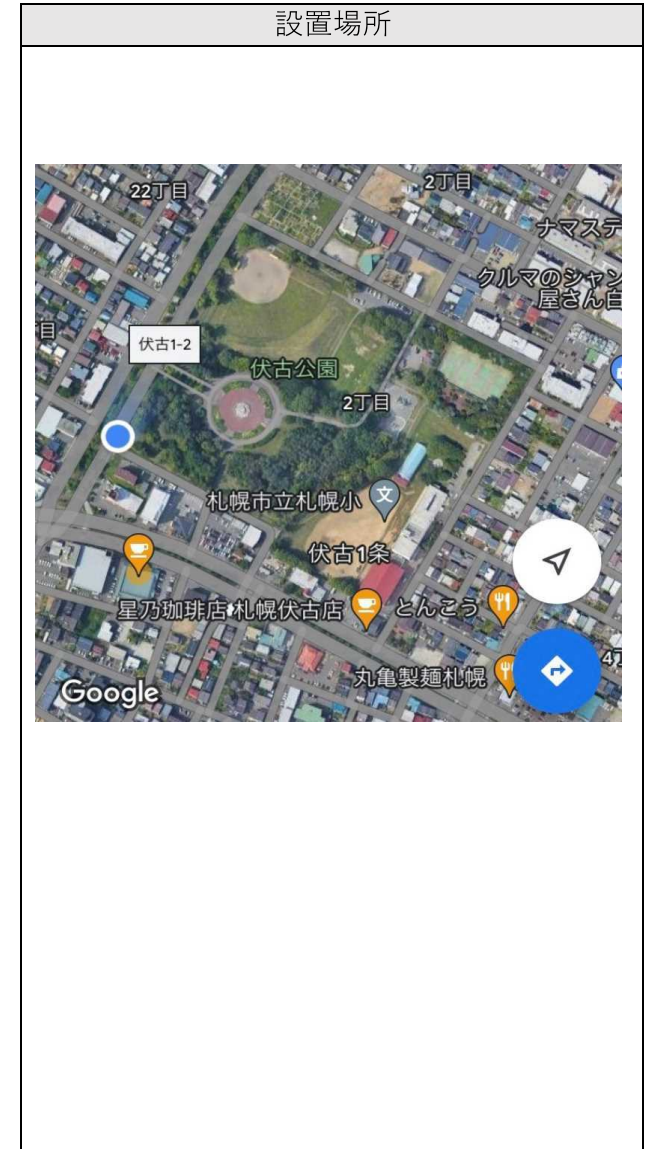 設置場所
22丁目
2丁目
ナマステ
クルマのシャン
屋さん白
目
伏古1-2
伏古公園
2丁目
札幌市立札幌小
文
伏古1条
星乃珈琲店 札幌伏古店
とんこう
丸亀製麺札幌
Google